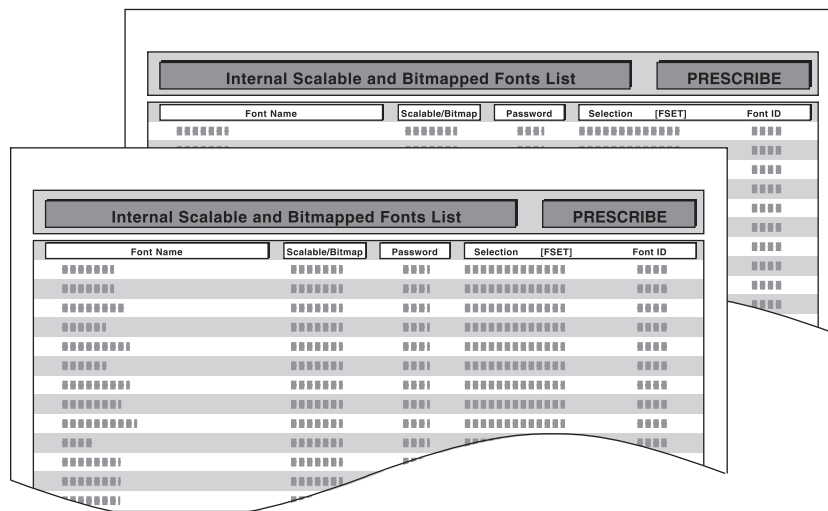 Internal Scalable and Bitmapped Fonts List PRESCRIBE
Font Name Scalable/Bitmap Password Selection [FSET] Font ID
Internal Scalable and Bitmapped Fonts List PRESCRIBE
Font Name Scalable/Bitmap Password Selection [FSET] Font ID